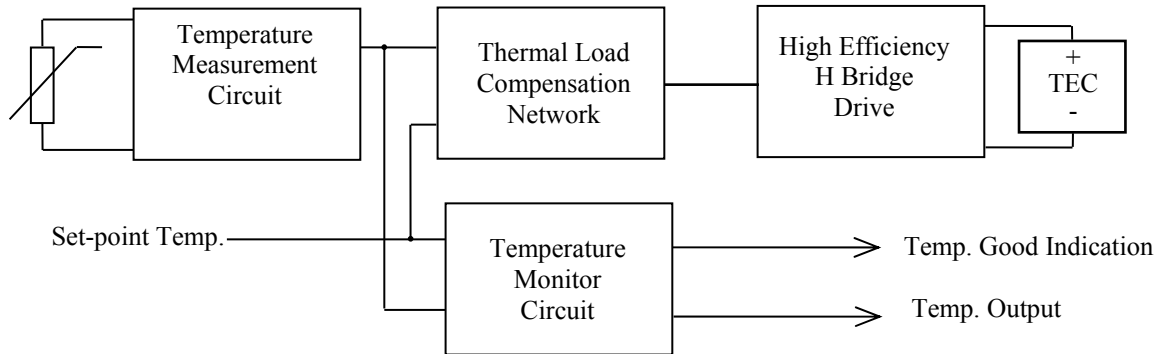 Temperature
Measurement
Circuit
Thermal Load
Compensation
Network
High Efficiency
H Bridge
Drive
+
TEC
-
Set-point Temp.
Temperature
Monitor
Circuit
Temp. Good Indication
Temp. Output